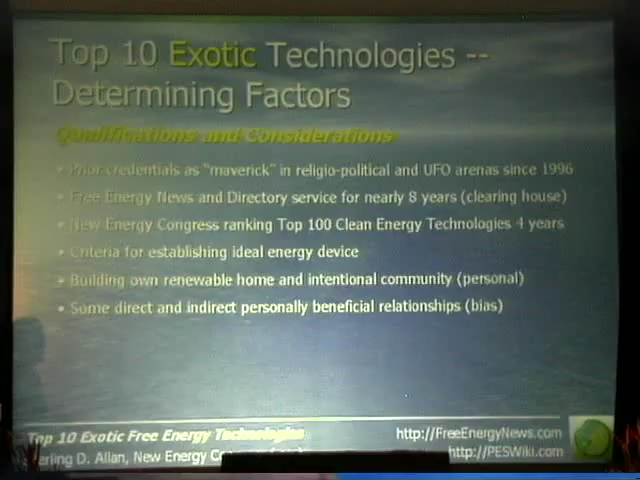 Top 10 Exotic Technologies --
Determining Factors
Qualifications and Considerations
• Prior credentials as "maverick" in religio-political and UFO arenas since 1996
• Free Energy News and Directory service for nearly 8 years (clearing house)
• New Energy Congress ranking Top 100 Clean Energy Technologies 4 years
• Criteria for establishing ideal energy device
• Building own renewable home and intentional community (personal)
• Some direct and indirect personally beneficial relationships (bias)
Top 10 Exotic Free Energy Technologies
http://FreeEnergyNews.com
erling D. Allan, New Energy
http://PESWiki.com